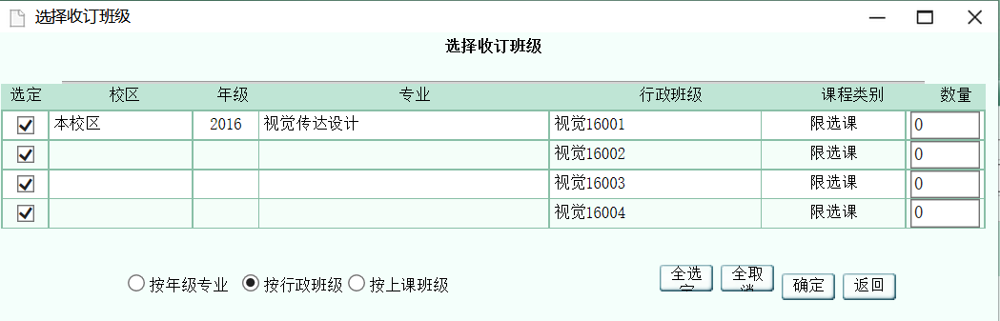 选择收订班级
选择收订班级
选定 校区 年级 专业 行政班级 课程类别 数量
本校区 2016 视觉传达设计 视觉16001 限选课 0
视觉16002 限选课 0
视觉16003 限选课 0
视觉16004 限选课 0
按年级专业 按行政班级 按上课班级 全选定 全取消 确定 返回